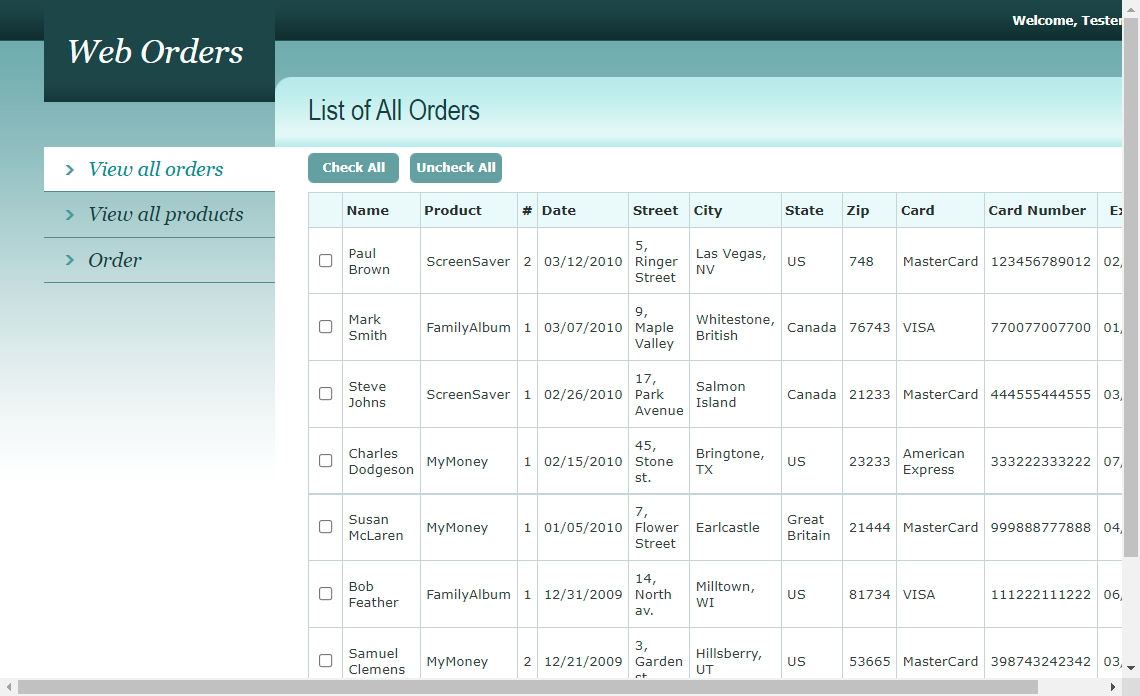 Welcome, Tester
Web Orders
List of All Orders
View all orders
View all products
Order
Check All Uncheck All
Name Product # Date Street City State Zip Card Card Number
Paul Brown ScreenSaver 2 03/12/2010 5, Ringer Street Las Vegas, NV US 748 MasterCard 123456789012 02/
Mark Smith FamilyAlbum 1 03/07/2010 9, Maple Valley Whitestone, British Canada 76743 VISA 770077007700 01/
Steve Johns ScreenSaver 1 02/26/2010 17, Park Avenue Salmon Island Canada 21233 MasterCard 444555444555 03/
Charles Dodgeson MyMoney 1 02/15/2010 45, Stone st. Bringtone, TX US 23233 American Express 333222333222 07/
Susan McLaren MyMoney 1 01/05/2010 7, Flower Street Earlcastle Great Britain 21444 MasterCard 999888777888 04/
Bob Feather FamilyAlbum 1 12/31/2009 14, North av. Milltown, WI US 81734 VISA 111222111222 06/
Samuel Clemens MyMoney 2 12/21/2009 3, Garden Hillsberry, UT US 53665 MasterCard 398743242342 03/